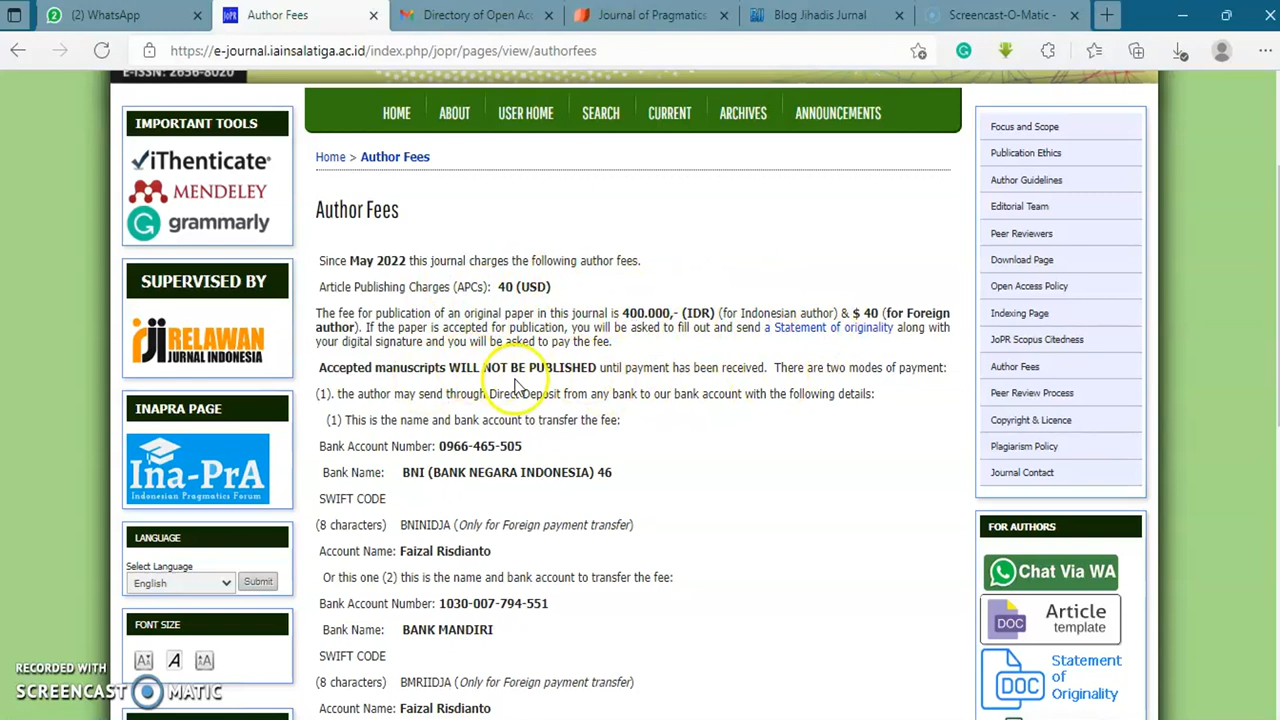 (2) WhatsApp
Author Fees
Directory of Open Acc
Journal of Pragmatics
Blog Jihadis Jurnal
Screencast-O-Matic -
https://e-journal.iainsalatiga.ac.id/index.php/jopr/pages/view/authorfees
E-ISSN: 2656-8020
HOME
ABOUT
USER HOME
SEARCH
CURRENT
ARCHIVES
ANNOUNCEMENTS
IMPORTANT TOOLS
iThenticate®
MENDELEY
grammarly
SUPERVISED BY
RELAWAN
JURNAL INDONESIA
INAPRA PAGE
Ina-PrA
Indonesian Pragmatics Forum
LANGUAGE
Select Language
English
Submit
FONT SIZE
Home > Author Fees
Author Fees
Since May 2022 this journal charges the following author fees.
Article Publishing Charges (APCs): 40 (USD)
The fee for publication of an original paper in this journal is 400.000,- (IDR) (for Indonesian author) & $ 40 (for Foreign
author). If the paper is accepted for publication, you will be asked to fill out and send a Statement of originality along with
your digital signature and you will be asked to pay the fee.
Accepted manuscripts WILL NOT BE PUBLISHED until payment has been received. There are two modes of payment:
(1). the author may send through Direct Deposit from any bank to our bank account with the following details:
(1) This is the name and bank account to transfer the fee:
Bank Account Number: 0966-465-505
Bank Name: BNI (BANK NEGARA INDONESIA) 46
SWIFT CODE
(8 characters) BNINIDJA (Only for Foreign payment transfer)
Account Name: Faizal Risdianto
Or this one (2) this is the name and bank account to transfer the fee:
Bank Account Number: 1030-007-794-551
Bank Name: BANK MANDIRI
SWIFT CODE
(8 characters) BMRIIDJA (Only for Foreign payment transfer)
Account Name: Faizal Risdianto
Focus and Scope
Publication Ethics
Author Guidelines
Editorial Team
Peer Reviewers
Download Page
Open Access Policy
Indexing Page
JoPR Scopus Citedness
Author Fees
Peer Review Process
Copyright & Licence
Plagiarism Policy
Journal Contact
FOR AUTHORS
Chat Via WA
DOC
Article
template
DOC
Statement
of
Originality
RECORDED WITH
SCREENCAST MATIC